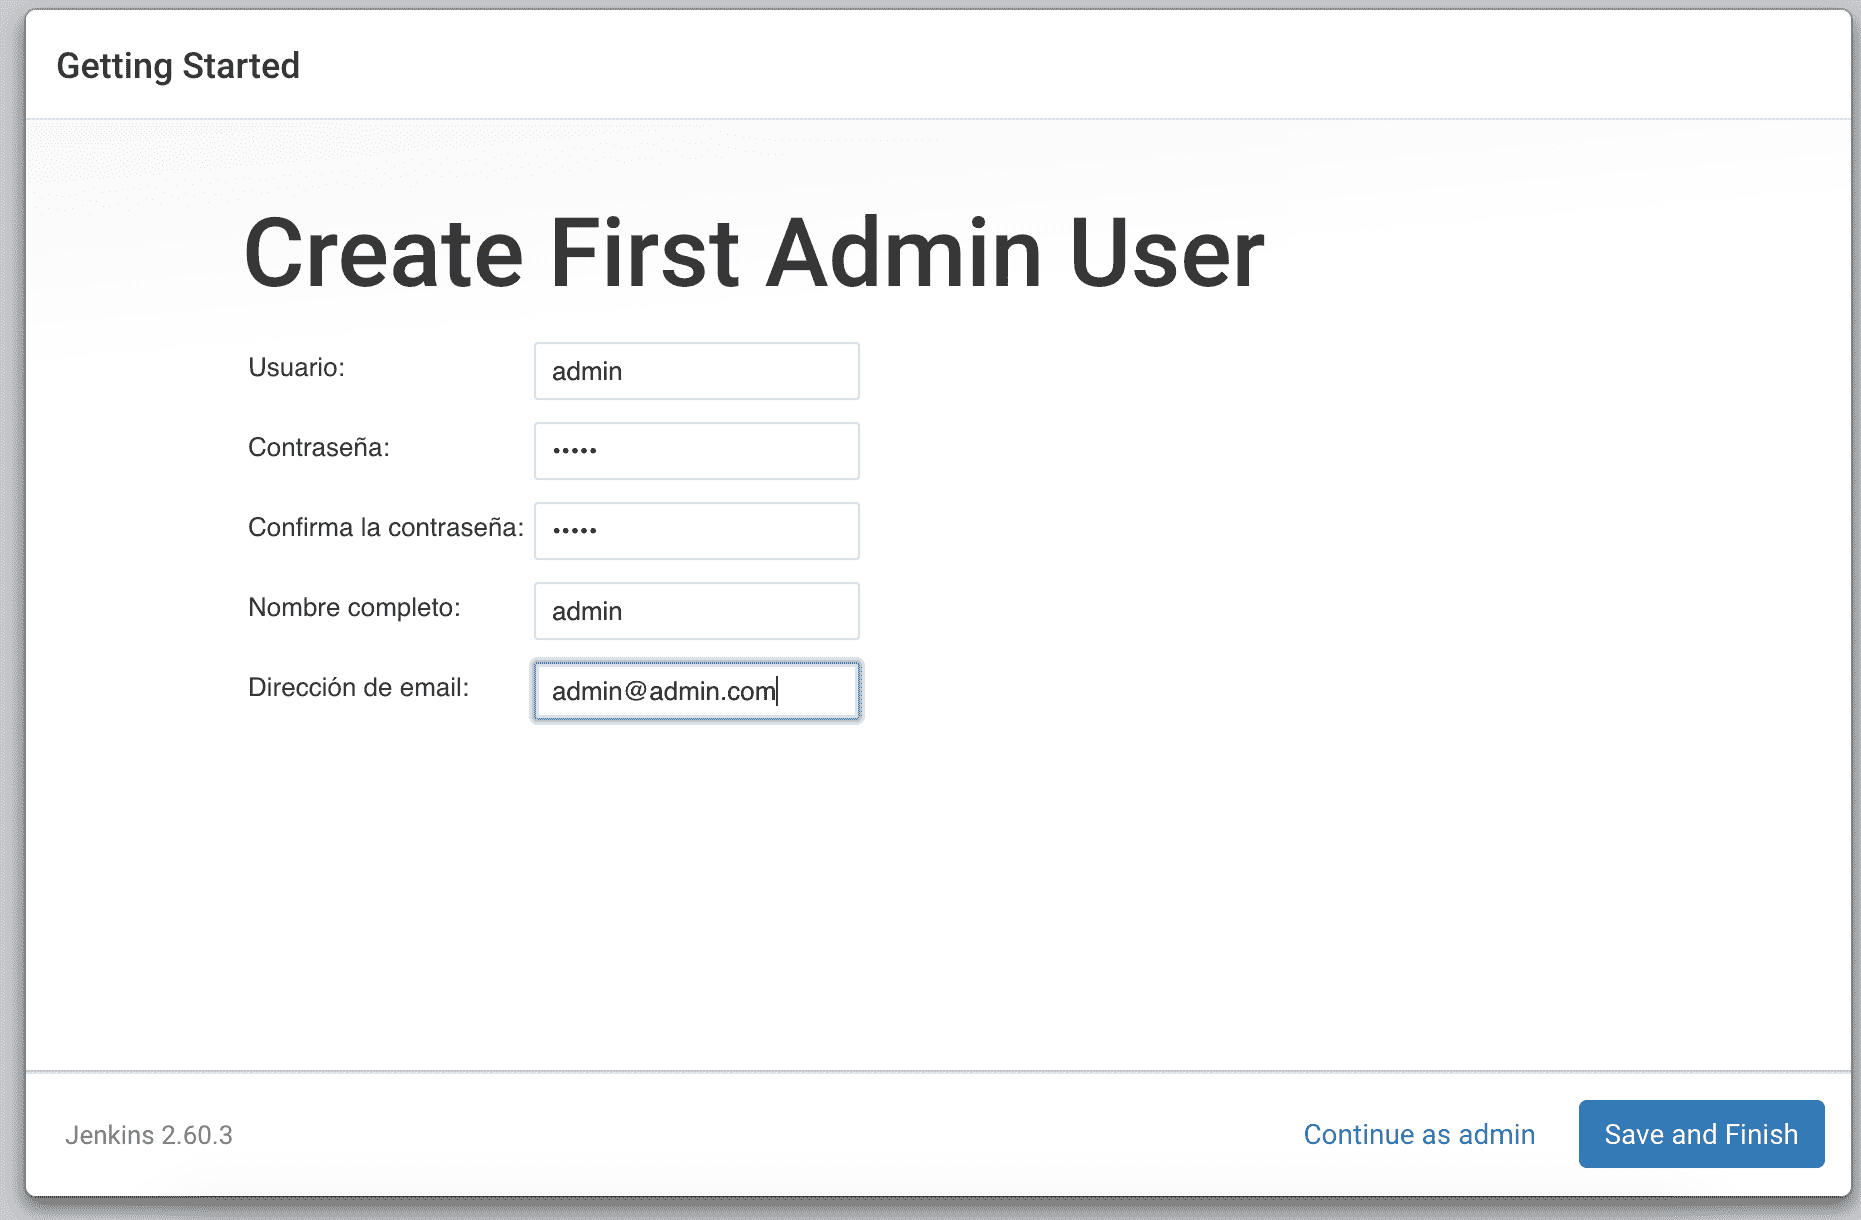 Getting Started
Create First Admin User
Usuario: admin
Contraseña: •••••
Confirma la contraseña: •••••
Nombre completo: admin
Dirección de email: admin@admin.com
Jenkins 2.60.3 Continue as admin Save and Finish